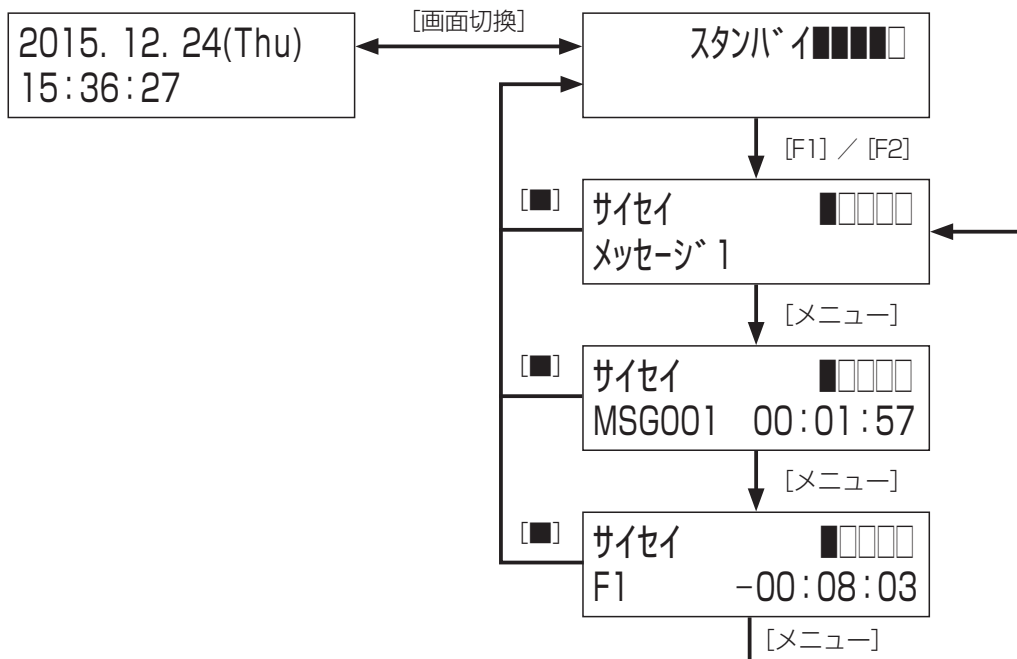 [画面切換]
2015. 12. 24(Thu)
15:36:27
スタンバイ■■■■□
[F1] ／ [F2]
[■]
サイセイ ■□□□□
メッセージ1
[メニュー]
[■]
サイセイ ■□□□□
MSG001 00:01:57
[メニュー]
[■]
サイセイ ■□□□□
F1 -00:08:03
[メニュー]